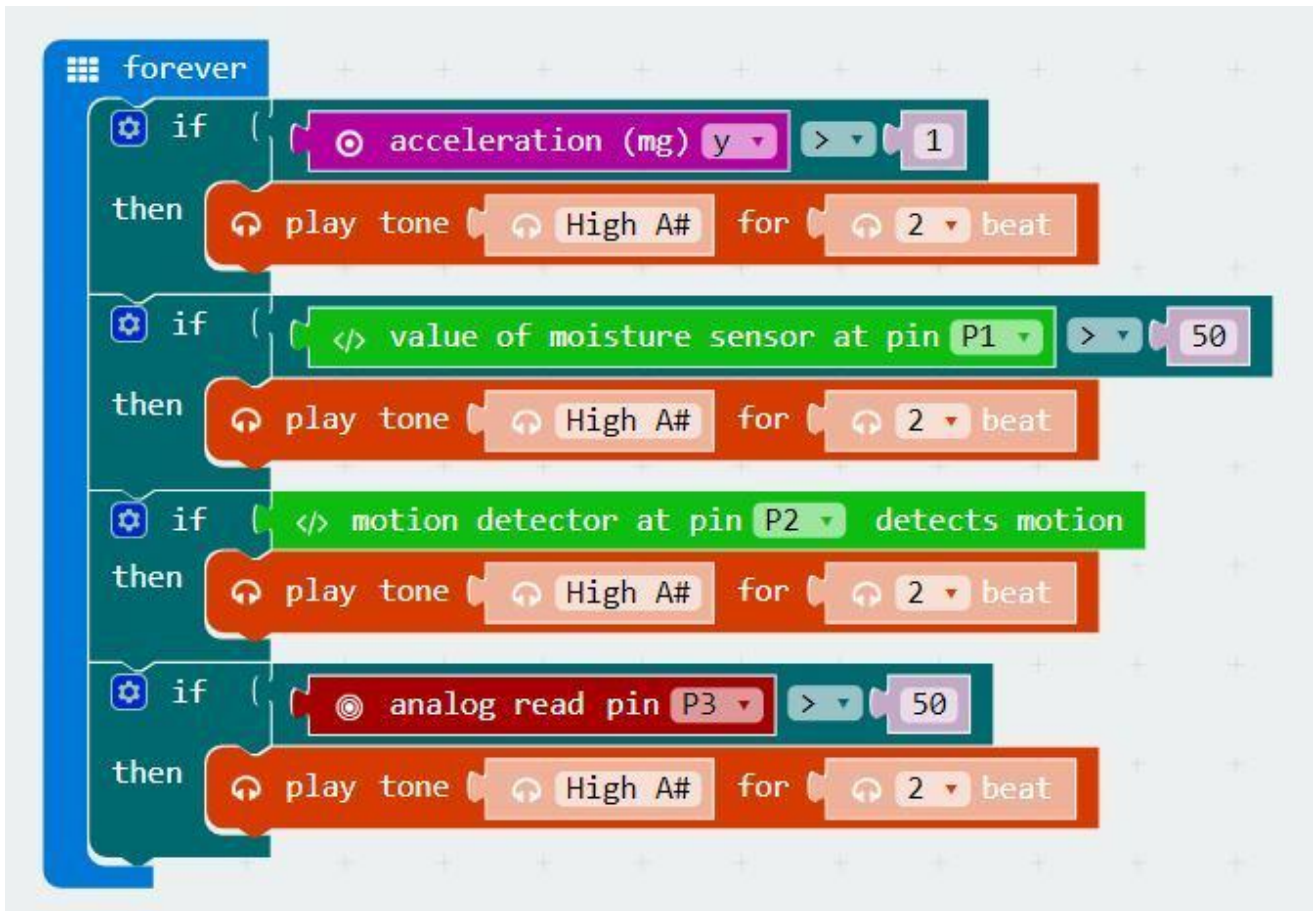 forever
if acceleration (mg) y > 1
then play tone High A# for 2 beat
if </> value of moisture sensor at pin P1 > 50
then play tone High A# for 2 beat
if </> motion detector at pin P2 detects motion
then play tone High A# for 2 beat
if analog read pin P3 > 50
then play tone High A# for 2 beat